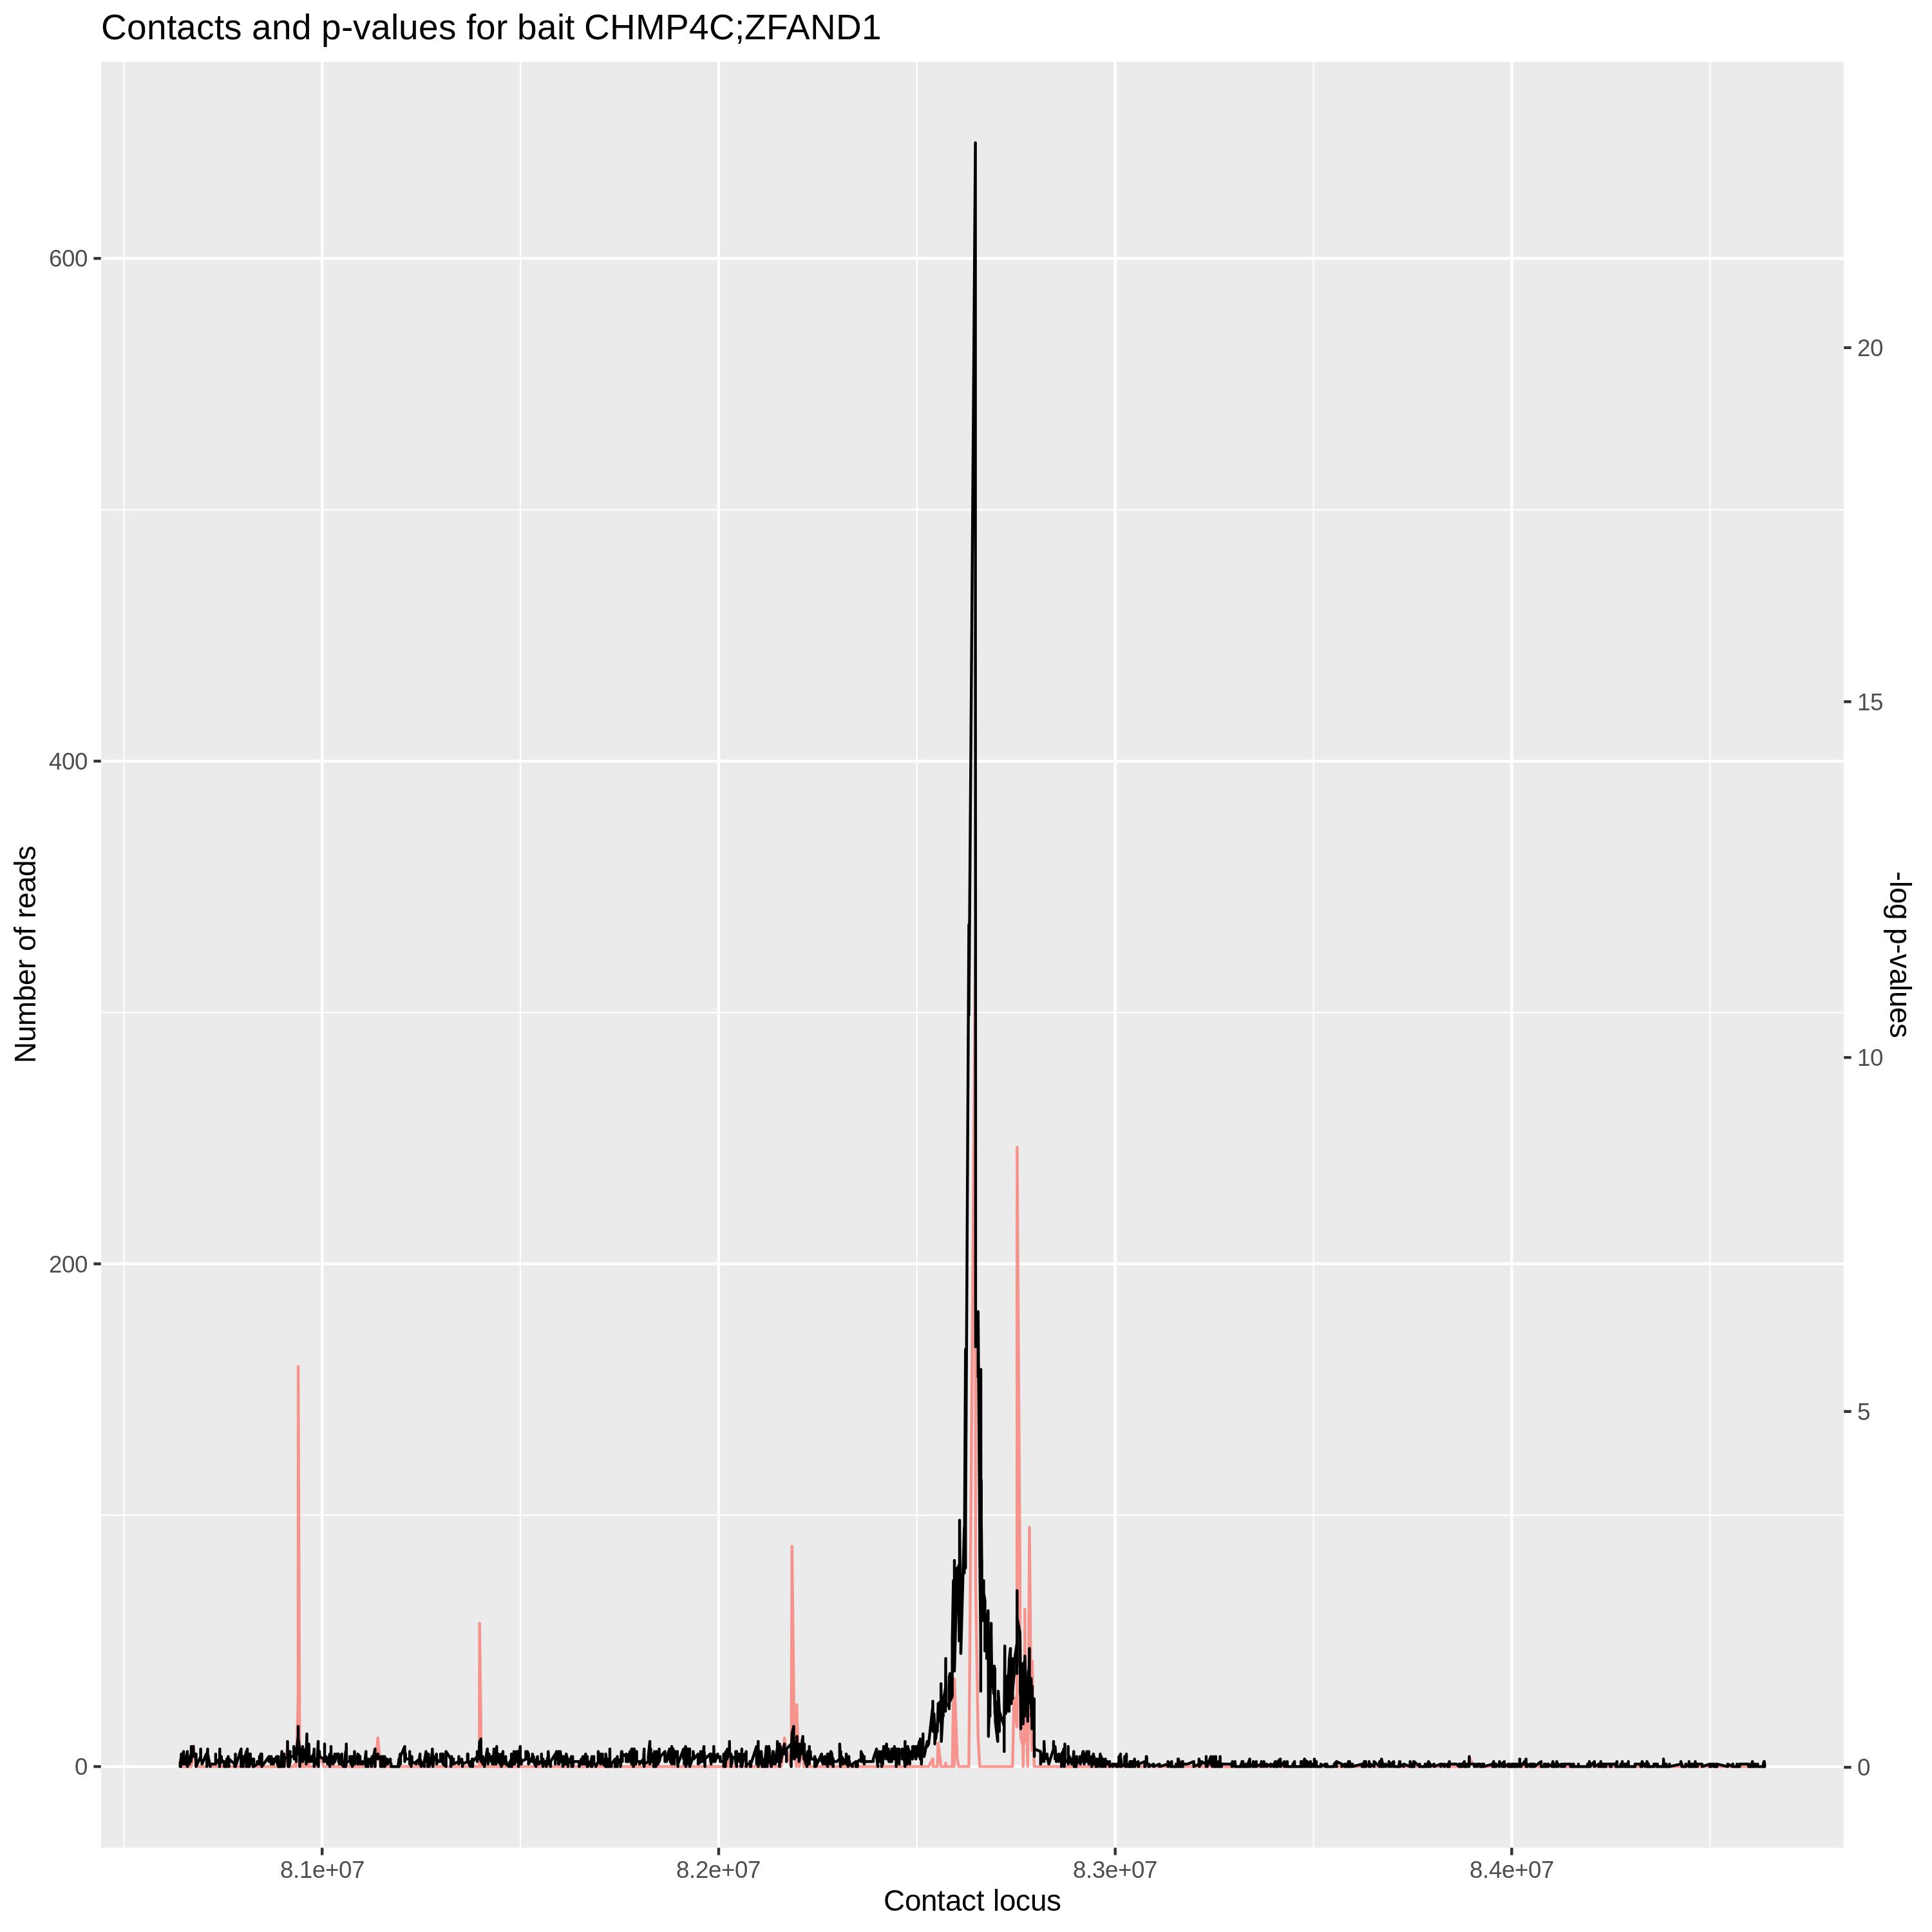 Contacts and p-values for bait CHMP4C;ZFAND1
600
400
200
0
Number of reads
20
15
10
5
0
-log p-values
8.1e+07
8.2e+07
8.3e+07
8.4e+07
Contact locus